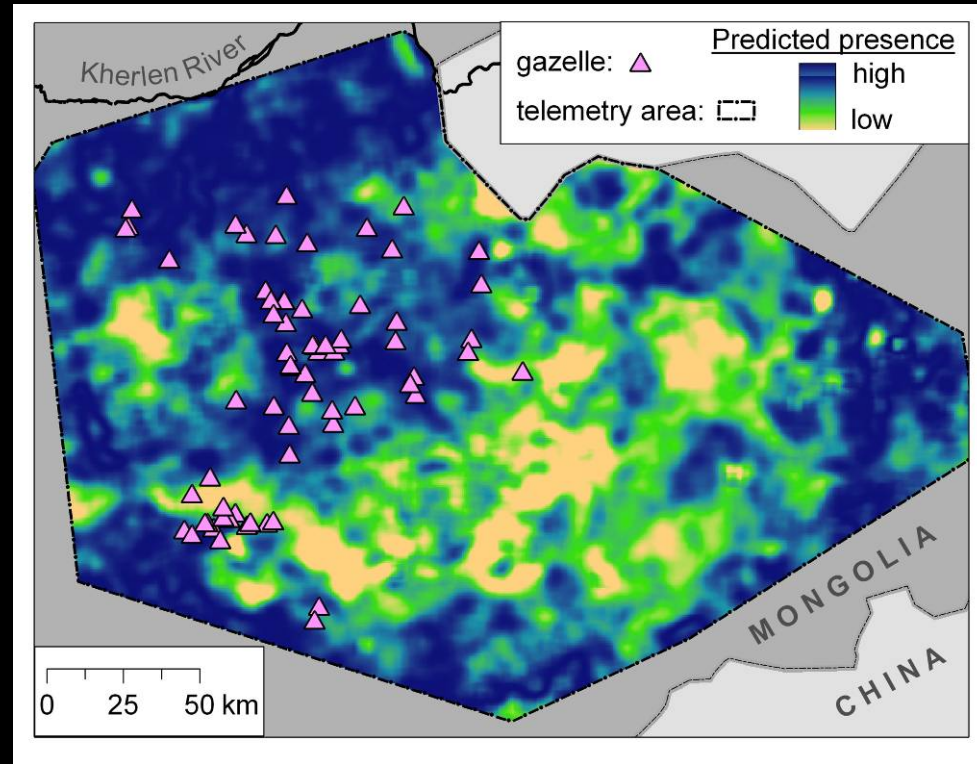 Kherlen River
Predicted presence
gazelle:
high
telemetry area:
low
MONGOLIA
CHINA
0 25 50 km